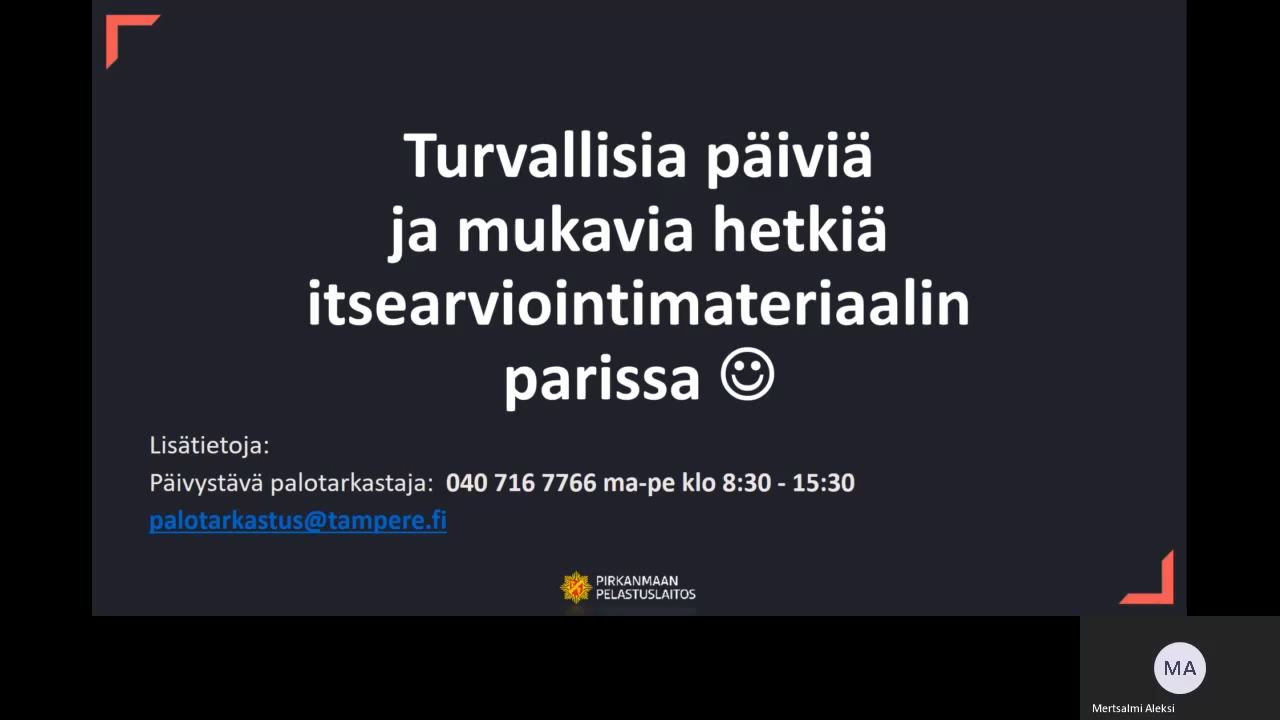 Turvallisia päiviä
ja mukavia hetkiä
itsearviointimateriaalin
parissa ☺
Lisätietoja:
Päivystävä palotarkastaja: 040 716 7766 ma-pe klo 8:30 - 15:30
palotarkastus@tampere.fi
PIRKANMAAN
PELASTUSLAITOS
MA
Mertsalmi Aleksi